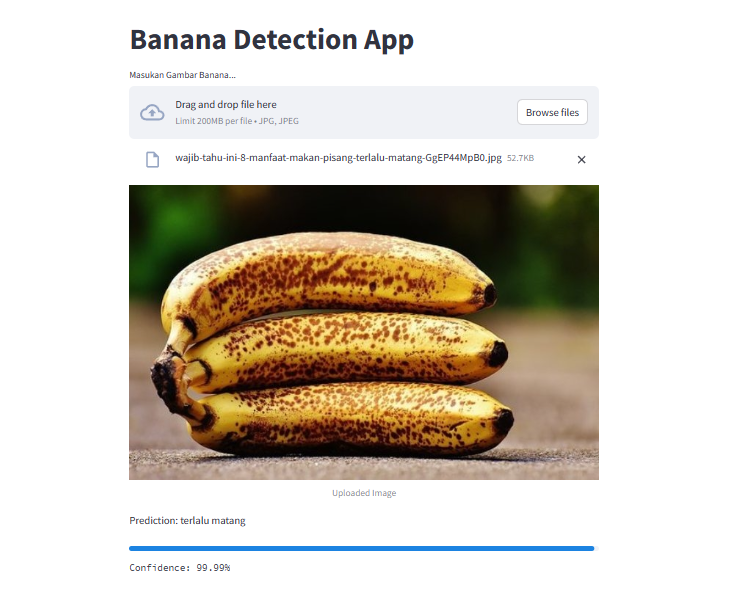 Banana Detection App
Masukan Gambar Banana...
Drag and drop file here
Limit 200MB per file • JPG, JPEG
Browse files
wajib-tahu-ini-8-manfaat-makan-pisang-terlalu-matang-GgEP44MpB0.jpg 52.7KB
Uploaded Image
Prediction: terlalu matang
Confidence: 99.99%